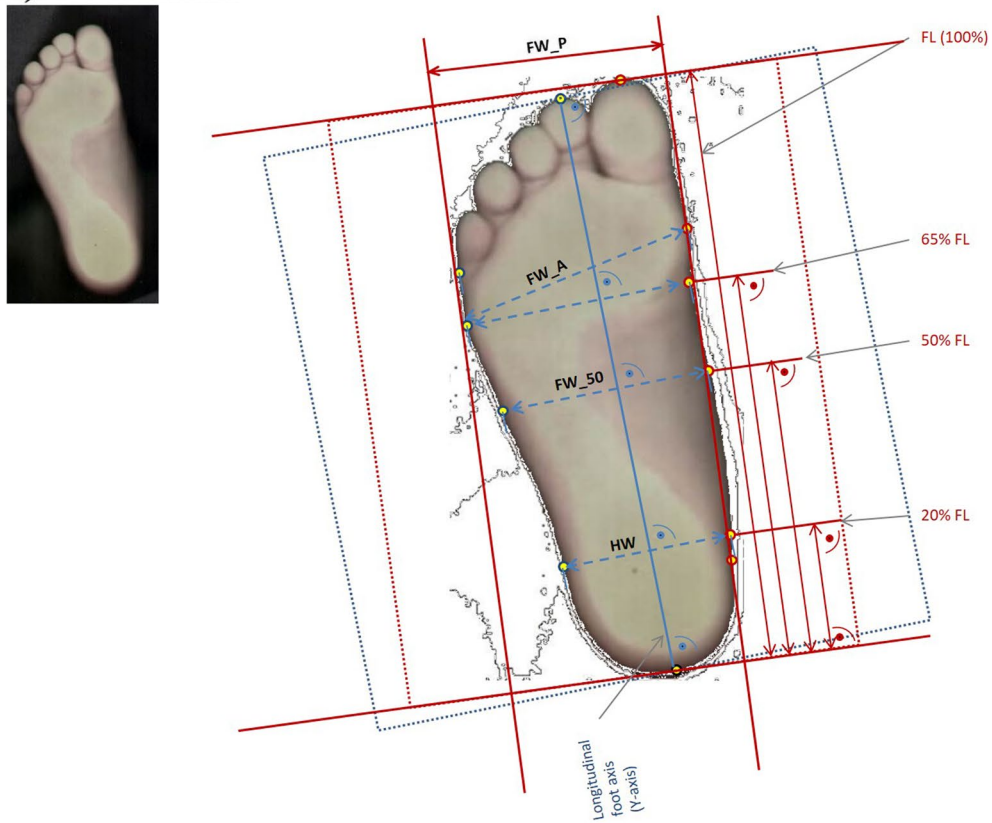 FW_P
FL (100%)
65% FL
FW_A
50% FL
FW_50
20% FL
HW
Longitudinal
foot axis
(Y-axis)